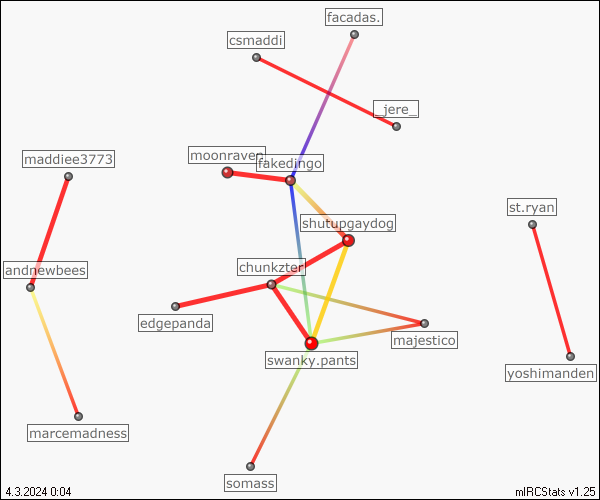 facadas.
csmaddi
_jere_
moonraven
fakedingo
maddiee3773
st.ryan
shutupgaydog
andnewbees
chunkzter
edgepanda
majestico
swanky.pants
yoshimanden
marcemadness
somass
4.3.2024 0:04
mIRCStats v1.25